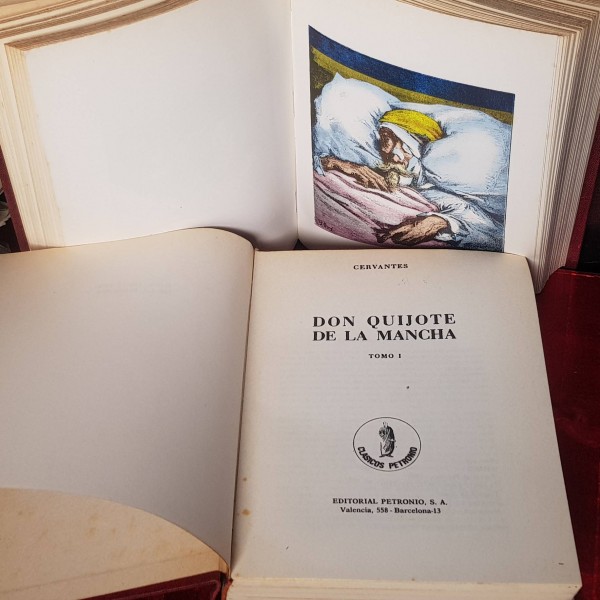 CERVANTES
DON QUIJOTE
DE LA MANCHA
TOMO I
CLÁSICOS PETRONIO
EDITORIAL PETRONIO, S. A.
Valencia, 558 - Barcelona-13